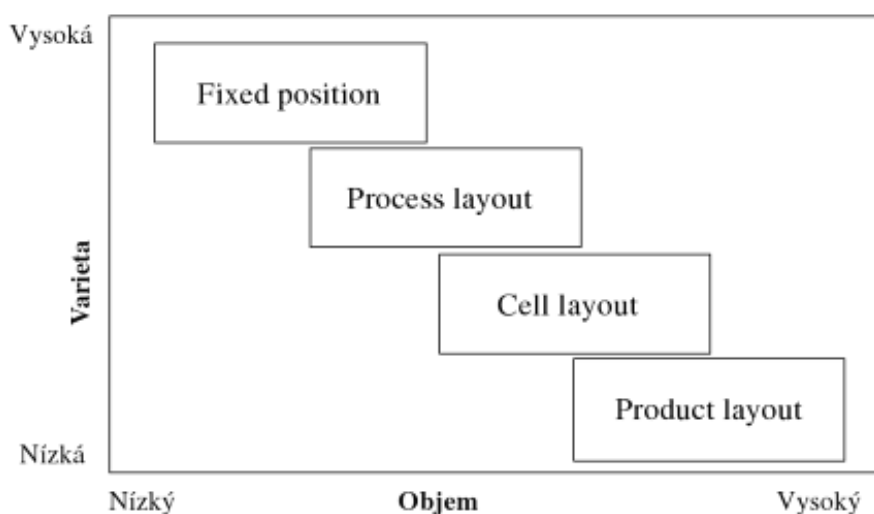 Vysoká
Fixed position
Process layout
Varieta
Cell layout
Product layout
Nízká
Nízký
Objem
Vysoký